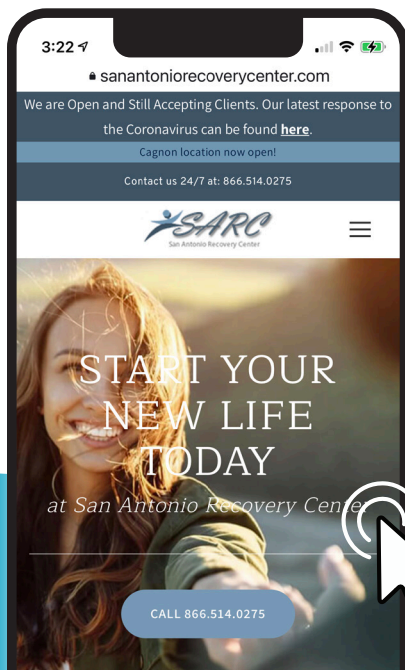 3:22
sanantoniorecoverycenter.com
We are Open and Still Accepting Clients. Our latest response to
the Coronavirus can be found here.
Cagnon location now open!
Contact us 24/7 at: 866.514.0275
SARC
San Antonio Recovery Center
START YOUR
NEW LIFE
TODAY
at San Antonio Recovery Center
CALL 866.514.0275